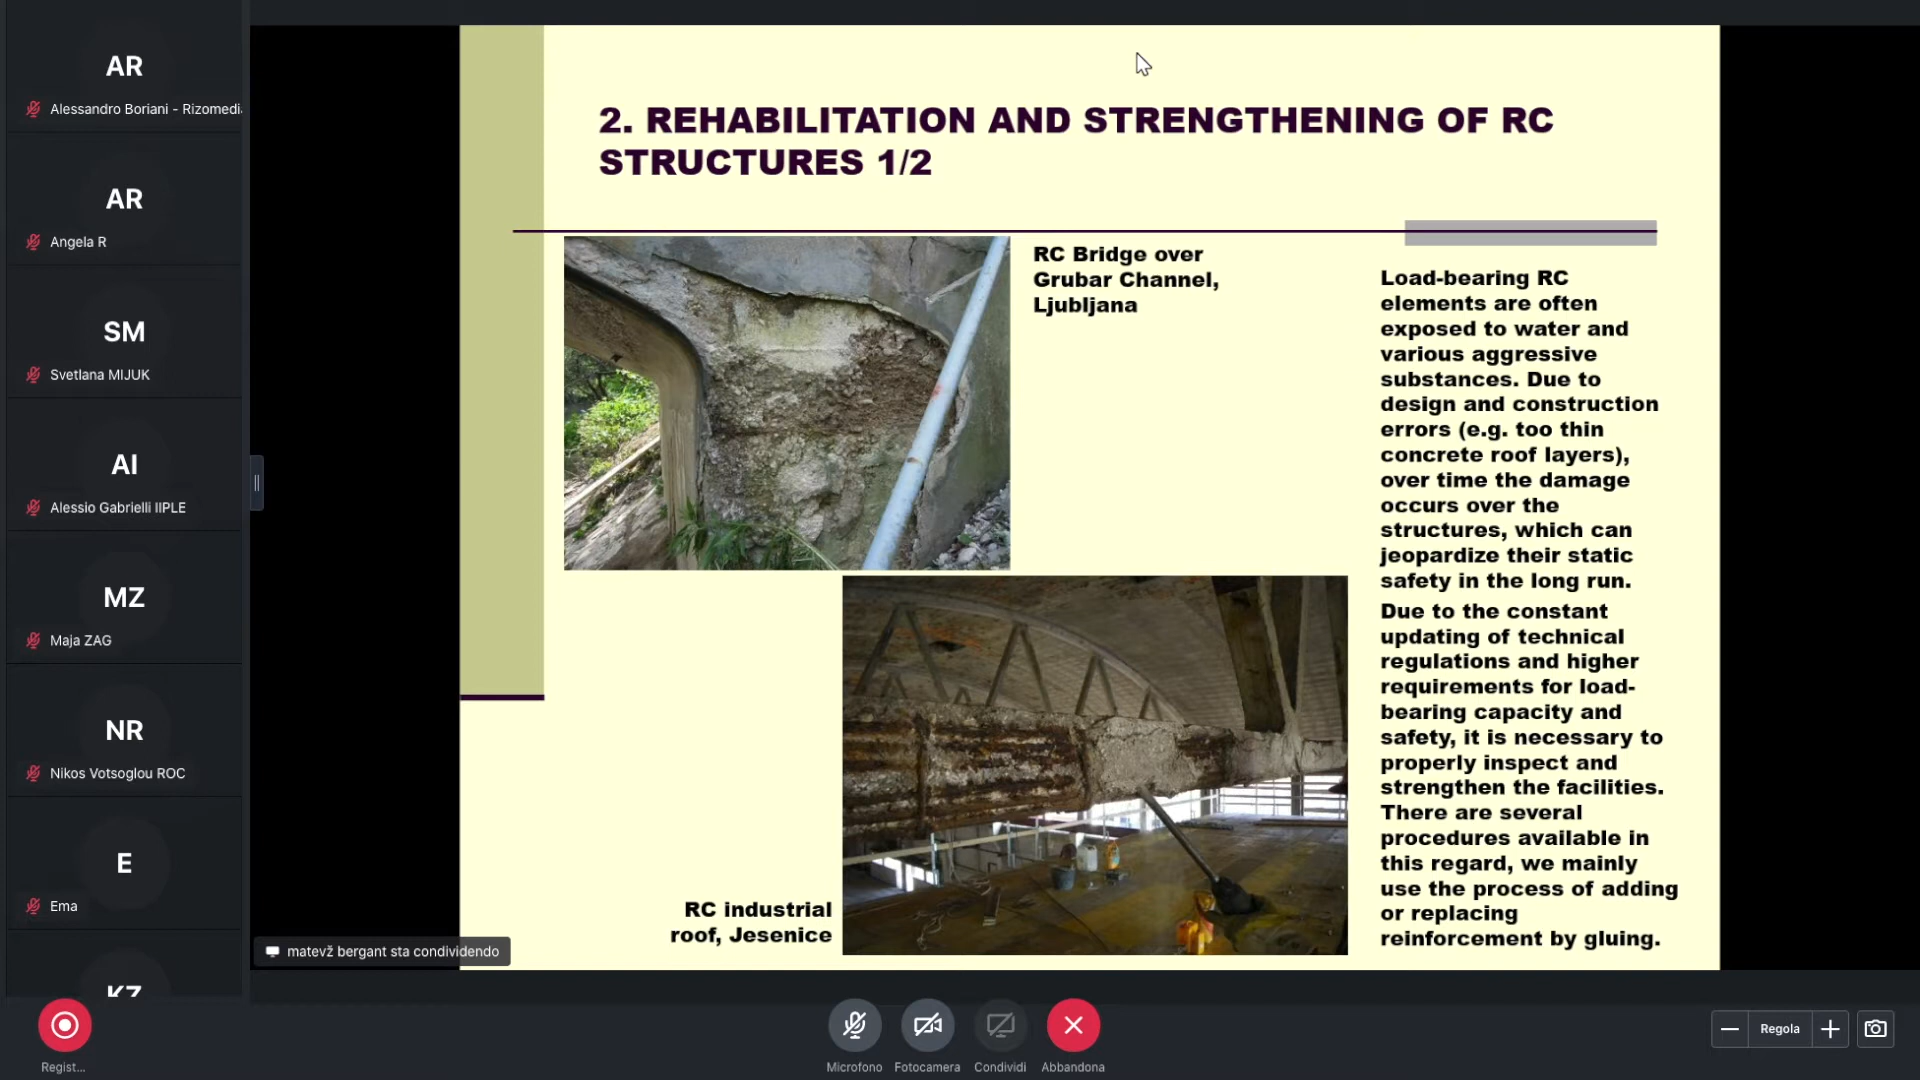 AR
Alessandro Boriani - Rizomedi
AR
Angela R
SM
Svetlana MIJUK
AI
Alessio Gabrielli IIPLE
MZ
Maja ZAG
NR
Nikos Votsoglou ROC
E
Ema
KZ
2. REHABILITATION AND STRENGTHENING OF RC
STRUCTURES 1/2
RC Bridge over
Grubar Channel,
Ljubljana
RC industrial
roof, Jesenice
Load-bearing RC
elements are often
exposed to water and
various aggressive
substances. Due to
design and construction
errors (e.g. too thin
concrete roof layers),
over time the damage
occurs over the
structures, which can
jeopardize their static
safety in the long run.
Due to the constant
updating of technical
regulations and higher
requirements for load-
bearing capacity and
safety, it is necessary to
properly inspect and
strengthen the facilities.
There are several
procedures available in
this regard, we mainly
use the process of adding
or replacing
reinforcement by gluing.
matevž bergant sta condividendo
Regist...
Microfono
Fotocamera
Condividi
Abbandona
Regola